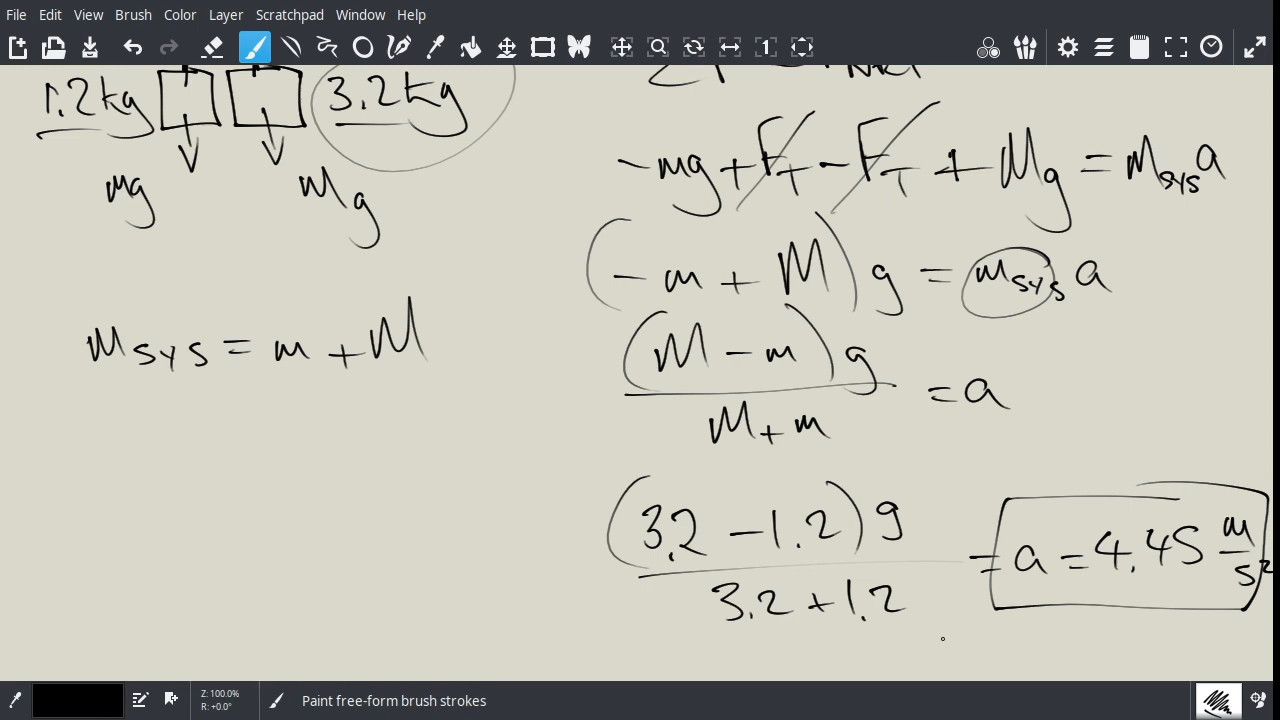 File Edit View Brush Color Layer Scratchpad Window Help
1
1.2kg 3.2kg
mg Mg
-mg + FT - FT + Mg = Msys a
(-m + M) g = msys a
Msys = m + M
(M - m) g
= a
M + m
(3.2 - 1.2) g
= a = 4.45 m/s²
3.2 + 1.2
Z: 100.0%
R: +0.0°
Paint free-form brush strokes